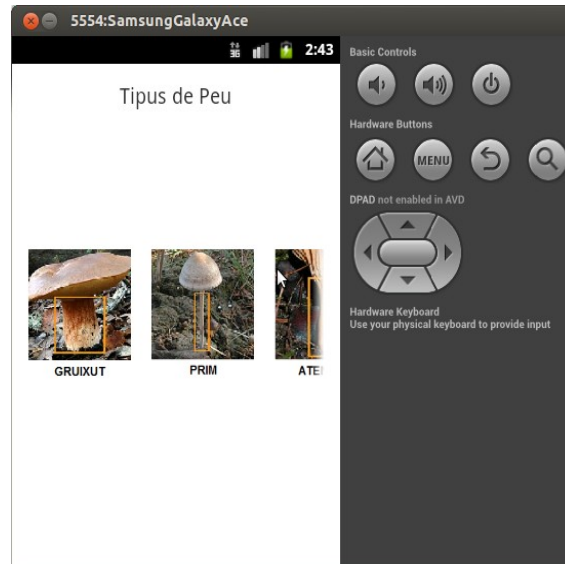 5554:SamsungGalaxyAce
3G 2:43
Tipus de Peu
GRUIXUT
PRIM
Basic Controls
Hardware Buttons
MENU
DPAD not enabled in AVD
Hardware Keyboard
Use your physical keyboard to provide input